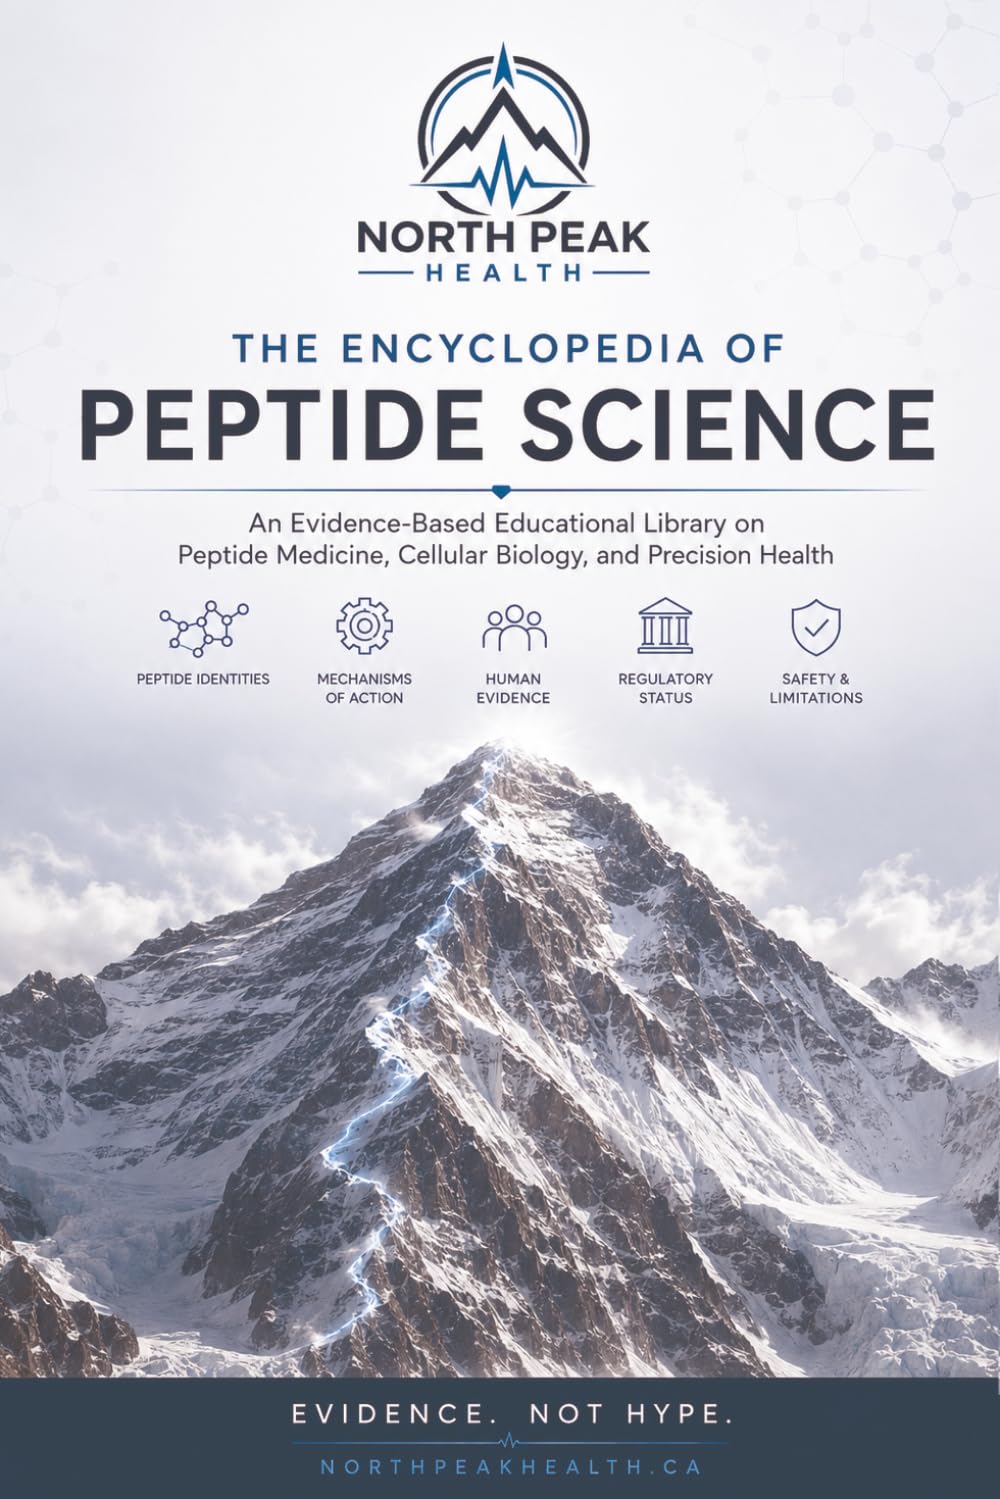 NORTH PEAK
HEALTH
THE ENCYCLOPEDIA OF
PEPTIDE SCIENCE
An Evidence-Based Educational Library on
Peptide Medicine, Cellular Biology, and Precision Health
PEPTIDE IDENTITIES
MECHANISMS
OF ACTION
HUMAN
EVIDENCE
REGULATORY
STATUS
SAFETY &
LIMITATIONS
EVIDENCE. NOT HYPE.
NORTHPEAKHEALTH.CA